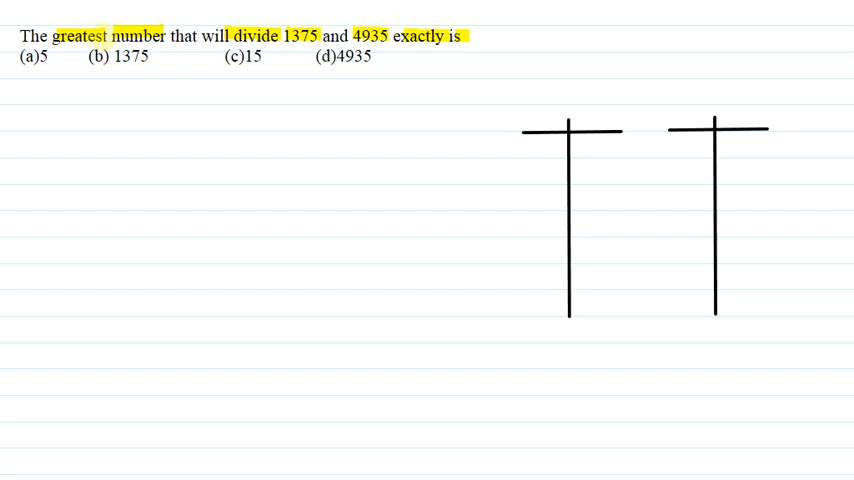 The greatest number that will divide 1375 and 4935 exactly is
(a)5 (b) 1375 (c)15 (d)4935